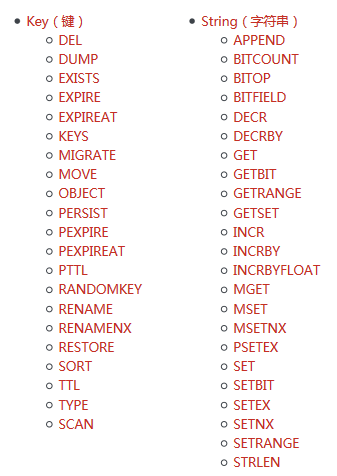 Key（键）
DEL
DUMP
EXISTS
EXPIRE
EXPIREAT
KEYS
MIGRATE
MOVE
OBJECT
PERSIST
PEXPIRE
PEXPIREAT
PTTL
RANDOMKEY
RENAME
RENAMENX
RESTORE
SORT
TTL
TYPE
SCAN
String（字符串）
APPEND
BITCOUNT
BITOP
BITFIELD
DECR
DECRBY
GET
GETBIT
GETRANGE
GETSET
INCR
INCRBY
INCRBYFLOAT
MGET
MSET
MSETNX
PSETEX
SET
SETBIT
SETEX
SETNX
SETRANGE
STRLEN